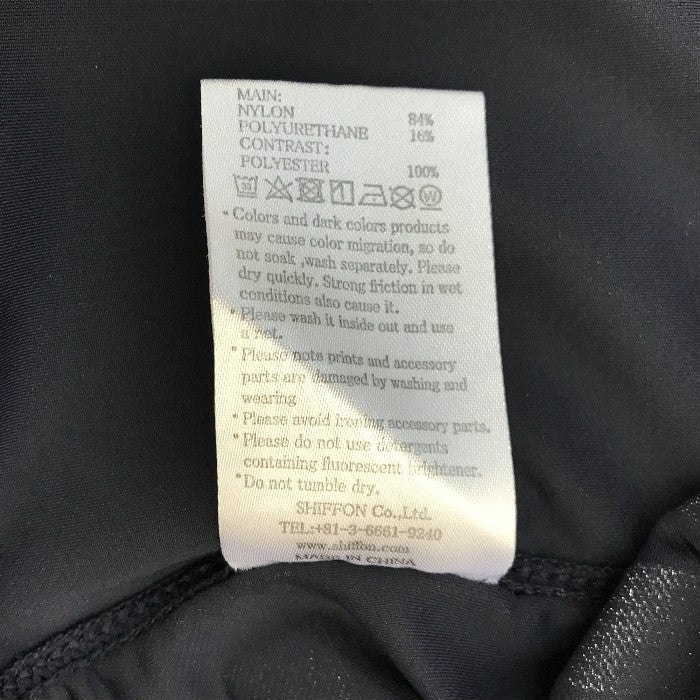 MAIN:
NYLON 84%
POLYURETHANE 16%
CONTRAST:
POLYESTER 100%
30 W
• Colors and dark colors products
may cause color migration, so do
not soak ,wash separately. Please
dry quickly. Strong friction in wet
conditions also cause it.
• Please wash it inside out and use
a net.
• Please note prints and accessory
parts are damaged by washing and
wearing
• Please avoid ironing accessory parts.
• Please do not use detergents
containing fluorescent brightener.
• Do not tumble dry.
SHIFFON Co.,Ltd.
TEL:+81-3-6661-9240
www.shiffon.com
MADE IN CHINA